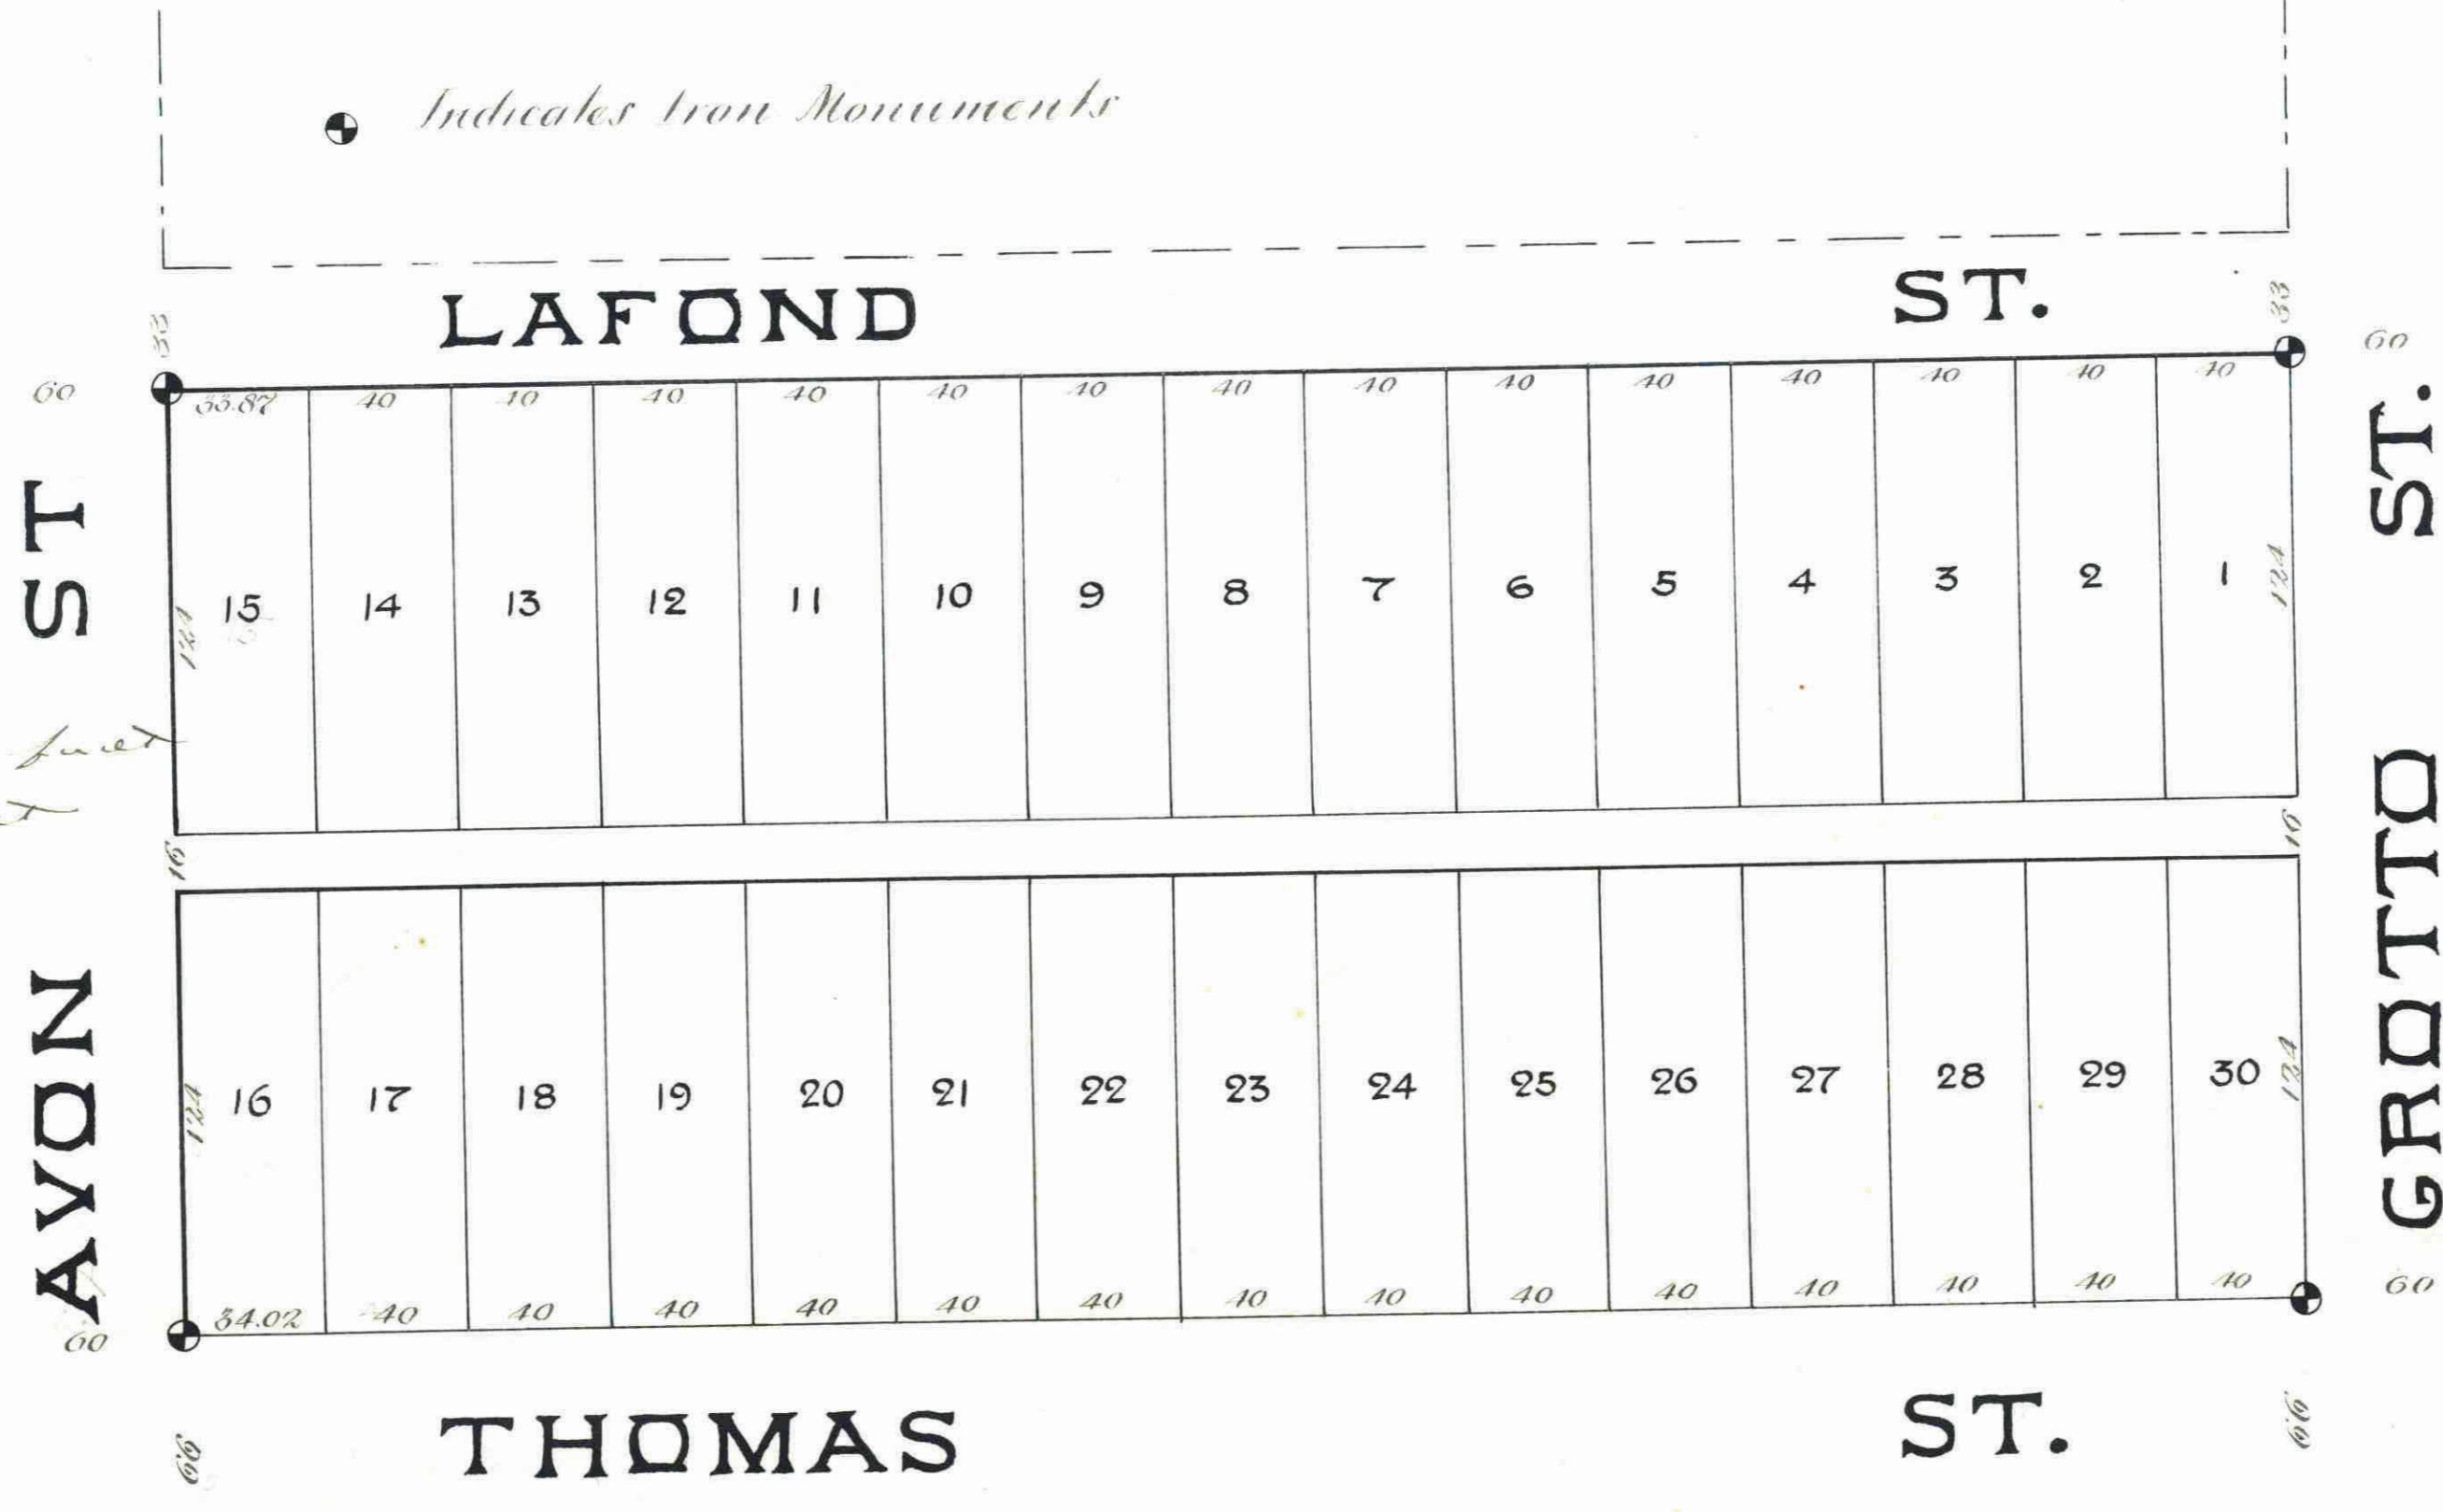 Indicates Iron Monuments
LAFOND ST.
33 33
60 60
33.87 40 40 40 40 40 40 40 40 40 40 40 40 40 40
AVON ST
GROTTO ST.
15 14 13 12 11 10 9 8 7 6 5 4 3 2 1
124 124
16 16
16 17 18 19 20 21 22 23 24 25 26 27 28 29 30
124 124
34.02 40 40 40 40 40 40 40 40 40 40 40 40 40 40
60 60
THOMAS ST.
66 66